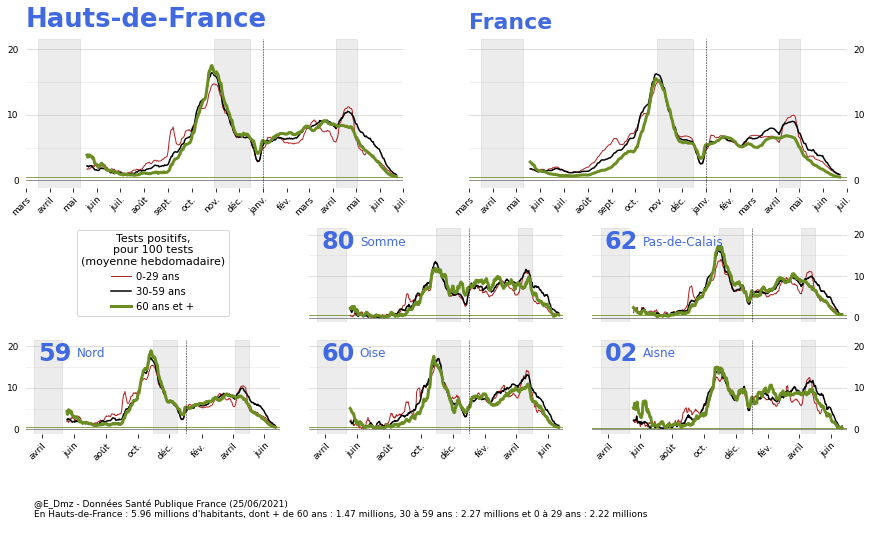 Hauts-de-France
France
20
10
0
20
10
0
mars avril mai juin juil. août sept. oct. nov. déc. janv. fév. mars avril mai juin juil.
mars avril mai juin juil. août sept. oct. nov. déc. janv. fév. mars avril mai juin juil.
Tests positifs,
pour 100 tests
(moyenne hebdomadaire)
0-29 ans
30-59 ans
60 ans et +
80 Somme
62 Pas-de-Calais
20
10
0
59 Nord
60 Oise
02 Aisne
20
10
0
20
10
0
avril juin août oct. déc. fév. avril juin
avril juin août oct. déc. fév. avril juin
avril juin août oct. déc. fév. avril juin
@E_Dmz - Données Santé Publique France (25/06/2021)
En Hauts-de-France : 5.96 millions d'habitants, dont + de 60 ans : 1.47 millions, 30 à 59 ans : 2.27 millions et 0 à 29 ans : 2.22 millions